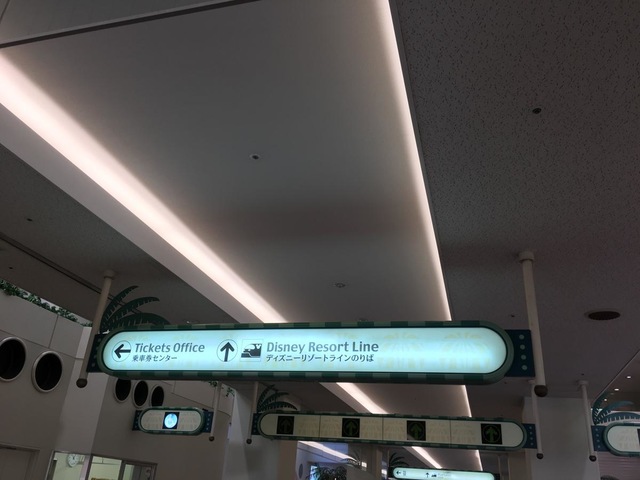 Tickets Office
乗車券センター
Disney Resort Line
ディズニーリゾートラインのりば